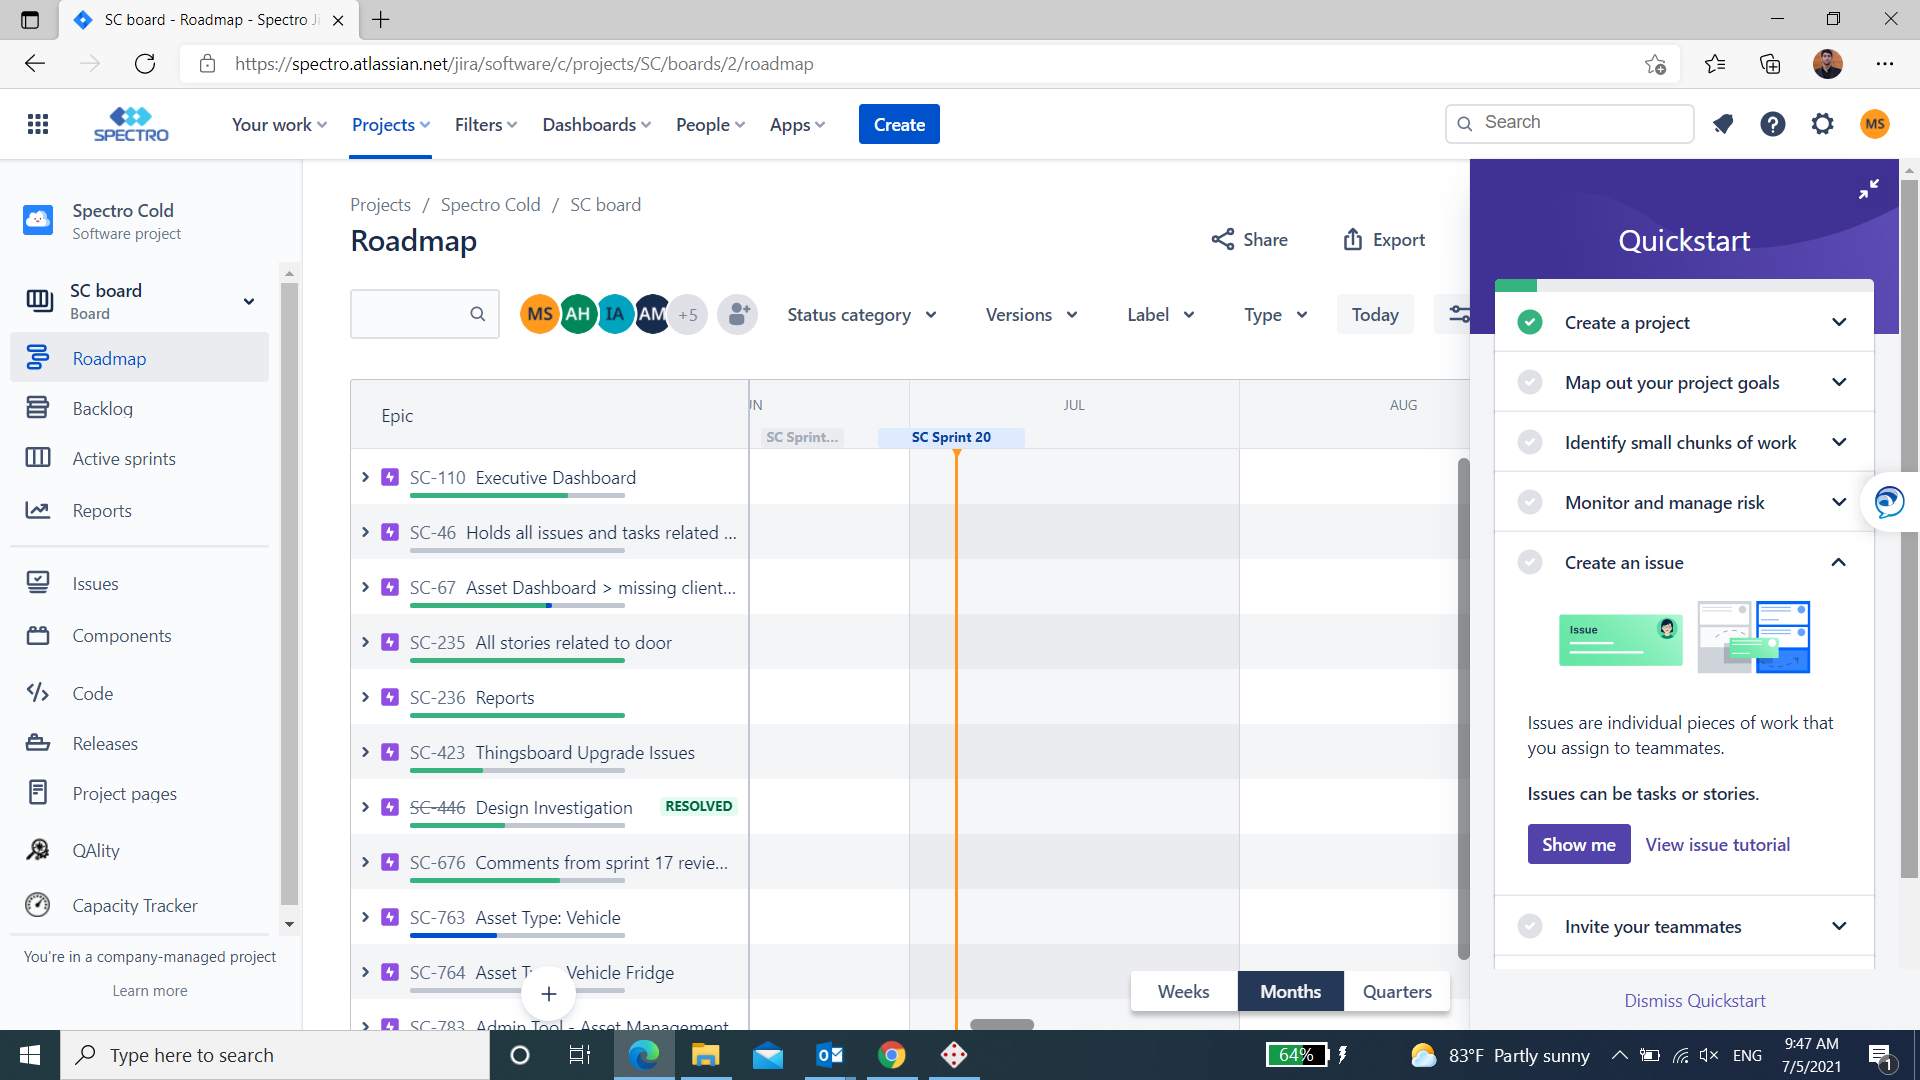 SC board - Roadmap - Spectro Ji
https://spectro.atlassian.net/jira/software/c/projects/SC/boards/2/roadmap
SPECTRO
Your work
Projects
Filters
Dashboards
People
Apps
Create
Search
MS
Spectro Cold
Software project
SC board
Board
Roadmap
Backlog
Active sprints
Reports
Issues
Components
Code
Releases
Project pages
QAlity
Capacity Tracker
You're in a company-managed project
Learn more
Projects / Spectro Cold / SC board
Roadmap
Share
Export
MS AH IA AM +5
Status category
Versions
Label
Type
Today
Epic
JUL
AUG
SC Sprint...
SC Sprint 20
SC-110 Executive Dashboard
SC-46 Holds all issues and tasks related ...
SC-67 Asset Dashboard > missing client...
SC-235 All stories related to door
SC-236 Reports
SC-423 Thingsboard Upgrade Issues
SC-446 Design Investigation RESOLVED
SC-676 Comments from sprint 17 revie...
SC-763 Asset Type: Vehicle
SC-764 Asset T Vehicle Fridge
SC-783 Admin Tool - Asset Management
Weeks
Months
Quarters
Quickstart
Create a project
Map out your project goals
Identify small chunks of work
Monitor and manage risk
Create an issue
Issue
Issues are individual pieces of work that
you assign to teammates.
Issues can be tasks or stories.
Show me
View issue tutorial
Invite your teammates
Dismiss Quickstart
Type here to search
64%
83°F Partly sunny
ENG
9:47 AM
7/5/2021
1